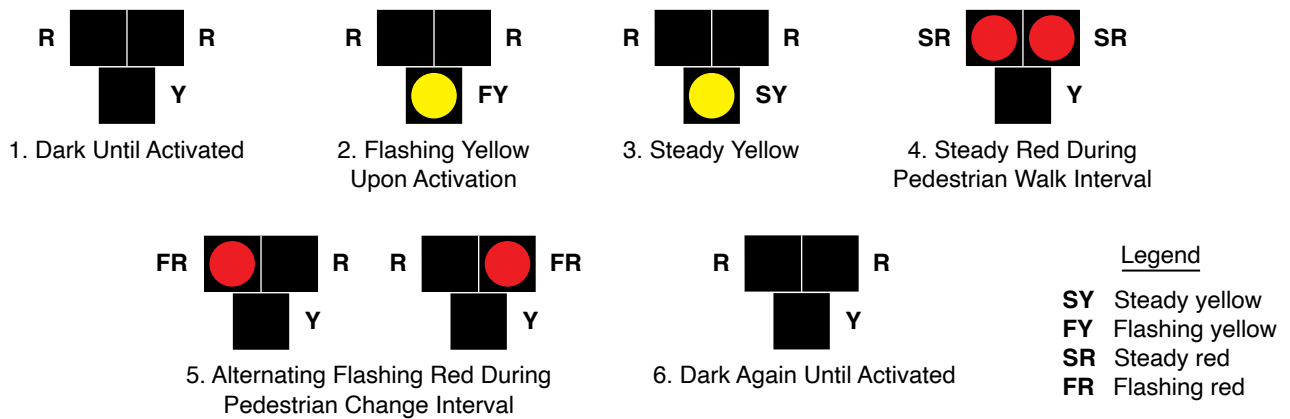 R R R R R R SR SR
Y FY SY Y
1. Dark Until Activated
2. Flashing Yellow
Upon Activation
3. Steady Yellow
4. Steady Red During
Pedestrian Walk Interval
FR R R FR R R
Y Y Y
5. Alternating Flashing Red During
Pedestrian Change Interval
6. Dark Again Until Activated
Legend
SY Steady yellow
FY Flashing yellow
SR Steady red
FR Flashing red